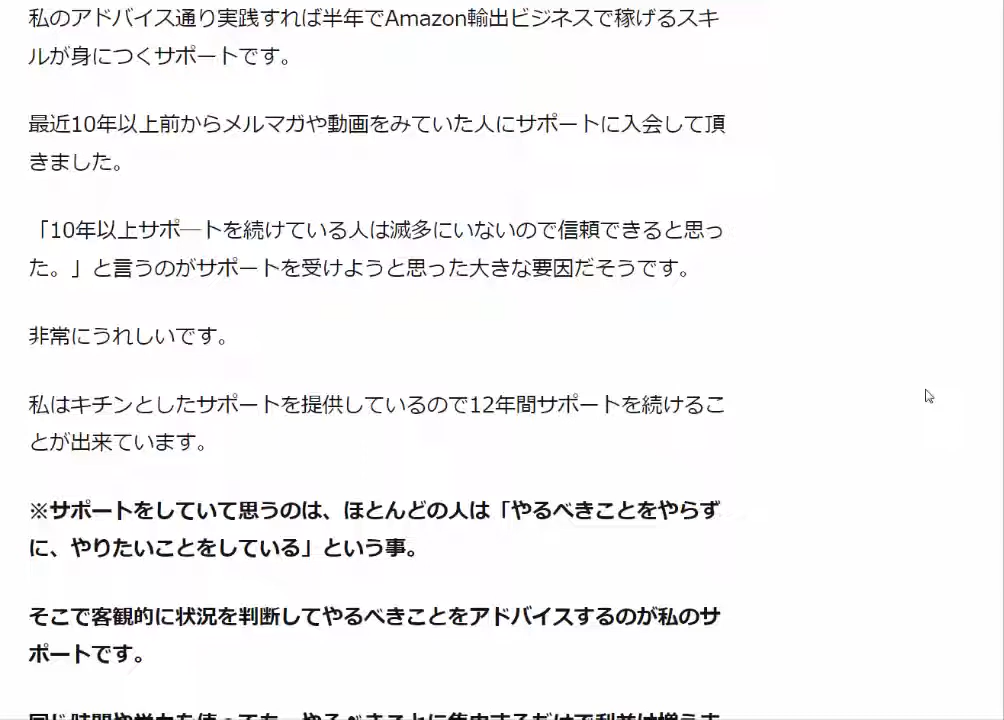 私のアドバイス通り実践すれば半年でAmazon輸出ビジネスで稼げるスキ
ルが身につくサポートです。
最近10年以上前からメルマガや動画をみていた人にサポートに入会して頂
きました。
「10年以上サポ―トを続けている人は滅多にいないので信頼できると思っ
た。」と言うのがサポートを受けようと思った大きな要因だそうです。
非常にうれしいです。
私はキチンとしたサポートを提供しているので12年間サポートを続けるこ
とが出来ています。
※サポートをしていて思うのは、ほとんどの人は「やるべきことをやらず
に、やりたいことをしている」という事。
そこで客観的に状況を判断してやるべきことをアドバイスするのが私のサ
ポートです。